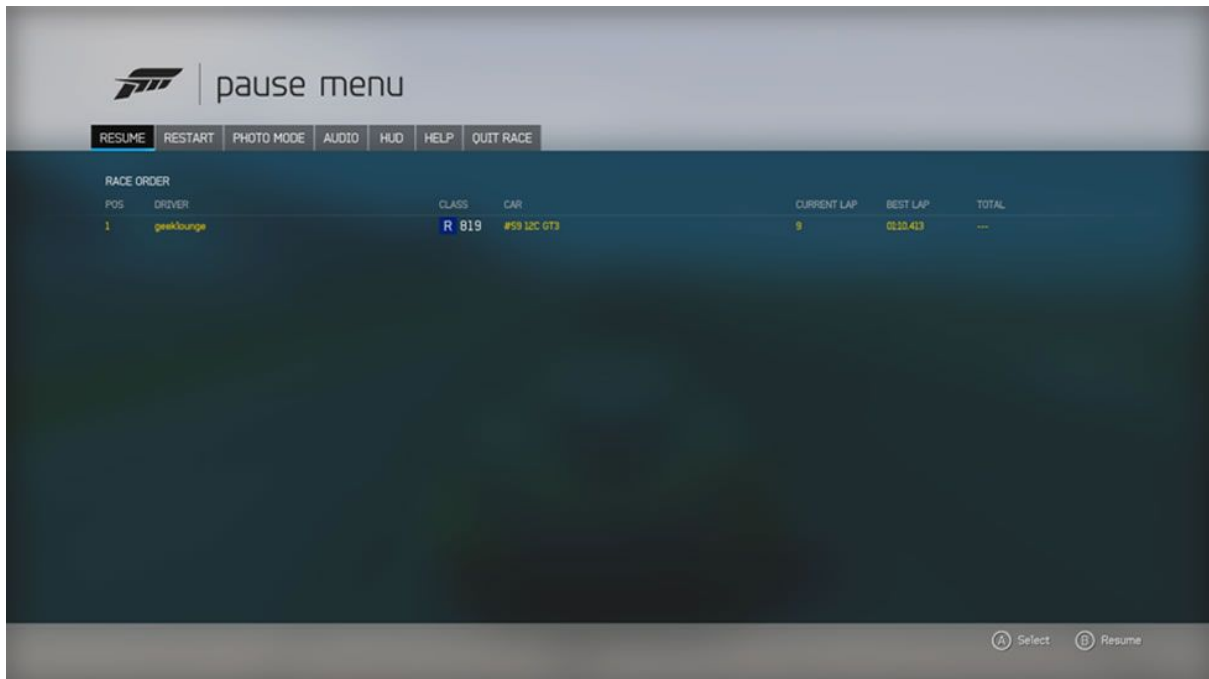 pause menu
RESUME RESTART PHOTO MODE AUDIO HUD HELP QUIT RACE
RACE ORDER
POS DRIVER CLASS CAR CURRENT LAP BEST LAP TOTAL
1 geeklounge R 819 #59 12C GT3 9 01:10.413 ---
A Select B Resume